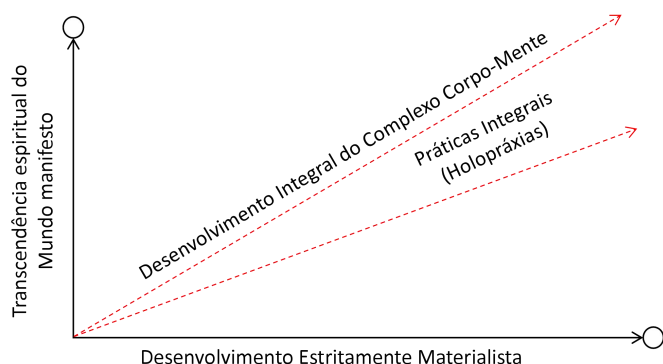 Transcendência espiritual do
Mundo manifesto
Desenvolvimento Integral do Complexo Corpo-Mente
Práticas Integrais
(Holopráxias)
Desenvolvimento Estritamente Materialista